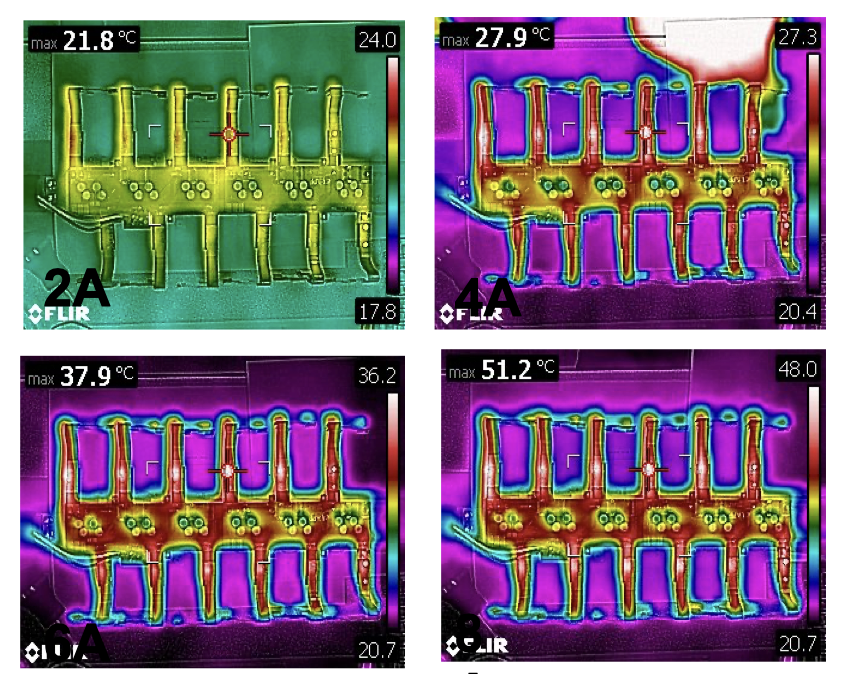 max 21.8 °C
24.0
2A
FLIR
17.8
max 27.9 °C
27.3
4A
FLIR
20.4
max 37.9 °C
36.2
6A
20.7
max 51.2 °C
48.0
FLIR
20.7